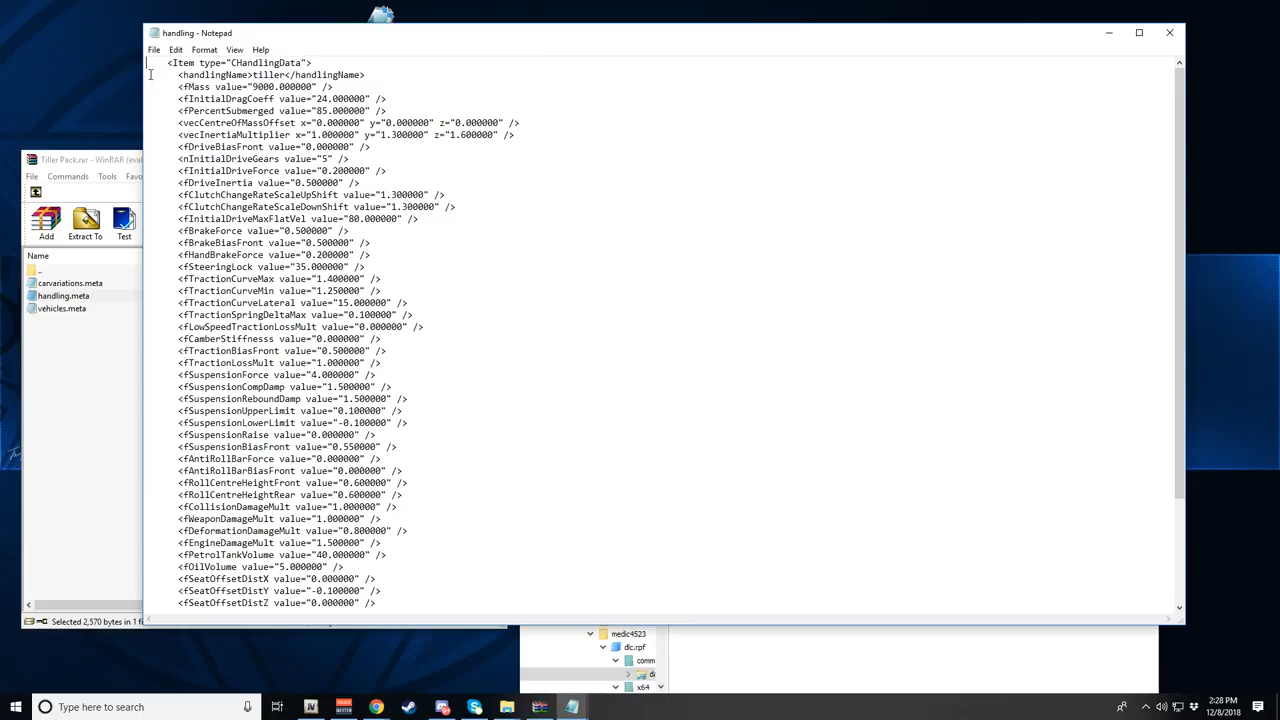 handling - Notepad
File Edit Format View Help
<Item type="CHandlingData">
<handlingName>tiller</handlingName>
<fMass value="9000.000000" />
<fInitialDragCoeff value="24.000000" />
<fPercentSubmerged value="85.000000" />
<vecCentreOfMassOffset x="0.000000" y="0.000000" z="0.000000" />
<vecInertiaMultiplier x="1.000000" y="1.300000" z="1.600000" />
<fDriveBiasFront value="0.000000" />
<nInitialDriveGears value="5" />
<fInitialDriveForce value="0.200000" />
<fDriveInertia value="0.500000" />
<fClutchChangeRateScaleUpShift value="1.300000" />
<fClutchChangeRateScaleDownShift value="1.300000" />
<fInitialDriveMaxFlatVel value="80.000000" />
<fBrakeForce value="0.500000" />
<fBrakeBiasFront value="0.500000" />
<fHandBrakeForce value="0.200000" />
<fSteeringLock value="35.000000" />
<fTractionCurveMax value="1.400000" />
<fTractionCurveMin value="1.250000" />
<fTractionCurveLateral value="15.000000" />
<fTractionSpringDeltaMax value="0.100000" />
<fLowSpeedTractionLossMult value="0.000000" />
<fCamberStiffnesss value="0.000000" />
<fTractionBiasFront value="0.500000" />
<fTractionLossMult value="1.000000" />
<fSuspensionForce value="4.000000" />
<fSuspensionCompDamp value="1.500000" />
<fSuspensionReboundDamp value="1.500000" />
<fSuspensionUpperLimit value="0.100000" />
<fSuspensionLowerLimit value="-0.100000" />
<fSuspensionRaise value="0.000000" />
<fSuspensionBiasFront value="0.550000" />
<fAntiRollBarForce value="0.000000" />
<fAntiRollBarBiasFront value="0.000000" />
<fRollCentreHeightFront value="0.600000" />
<fRollCentreHeightRear value="0.600000" />
<fCollisionDamageMult value="1.000000" />
<fWeaponDamageMult value="1.000000" />
<fDeformationDamageMult value="0.800000" />
<fEngineDamageMult value="1.500000" />
<fPetrolTankVolume value="40.000000" />
<fOilVolume value="5.000000" />
<fSeatOffsetDistX value="0.000000" />
<fSeatOffsetDistY value="-0.100000" />
<fSeatOffsetDistZ value="0.000000" />
Tiller Pack.rar - WinRAR (eval
File Commands Tools Favo
Add Extract To Test
Name
..
carvariations.meta
handling.meta
vehicles.meta
Selected 2,570 bytes in 1 fi
medic4523
dlc.rpf
comm
da
x64
Type here to search
2:28 PM
12/8/2018